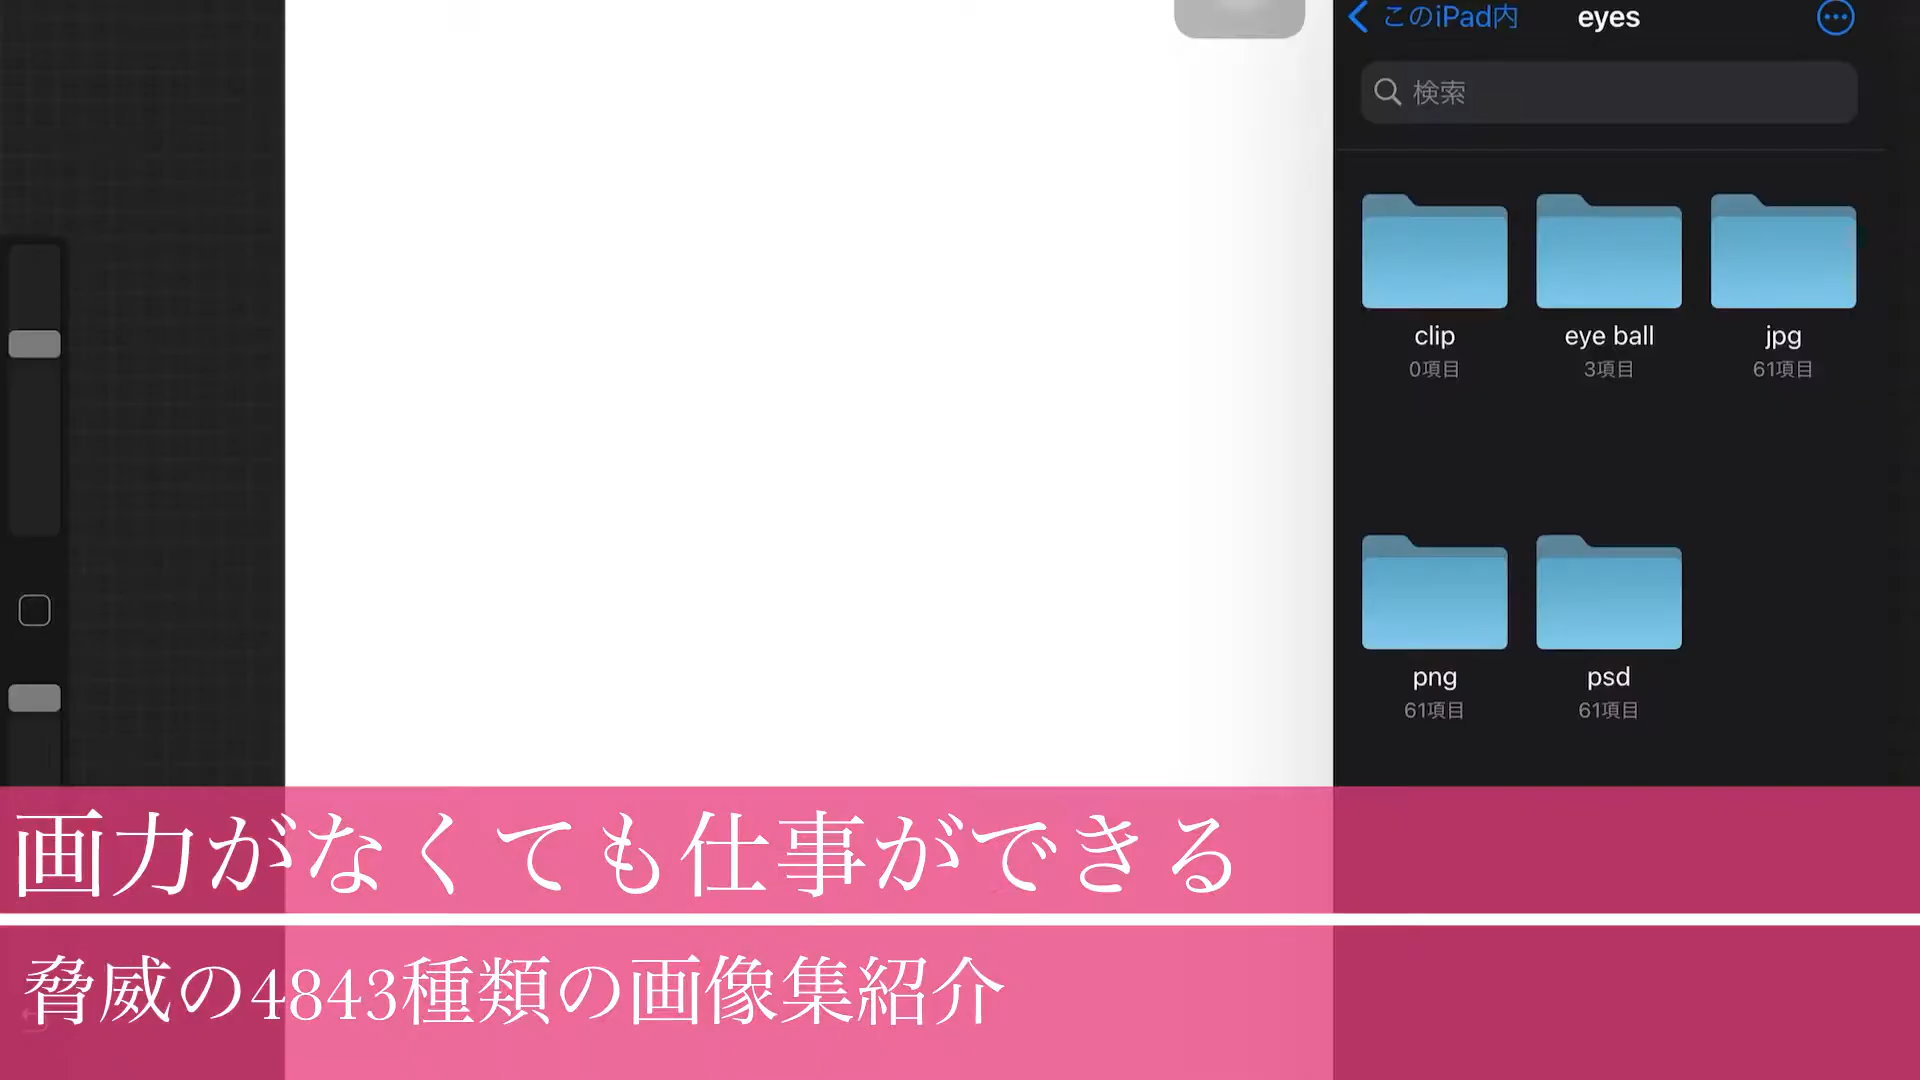 このiPad内
eyes
検索
clip
0項目
eye ball
3項目
jpg
61項目
png
61項目
psd
61項目
画力がなくても仕事ができる
脅威の4843種類の画像集紹介